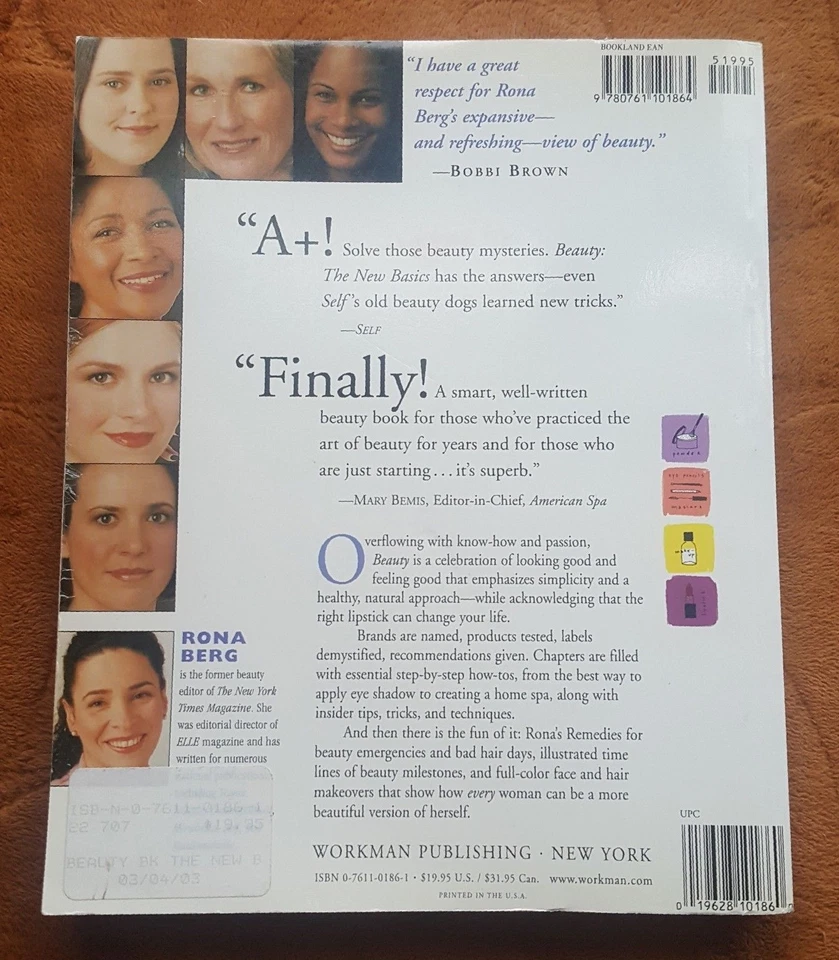 BOOKLAND EAN
51995
9 780761 101864
"I have a great
respect for Rona
Berg's expansive—
and refreshing—view of beauty."
—BOBBI BROWN
"A+! Solve those beauty mysteries. Beauty:
The New Basics has the answers—even
Self's old beauty dogs learned new tricks."
—SELF
"Finally! A smart, well-written
beauty book for those who've practiced the
art of beauty for years and for those who
are just starting...it's superb."
—MARY BEMIS, Editor-in-Chief, American Spa
Overflowing with know-how and passion,
Beauty is a celebration of looking good and
feeling good that emphasizes simplicity and a
healthy, natural approach—while acknowledging that the
right lipstick can change your life.
Brands are named, products tested, labels
demystified, recommendations given. Chapters are filled
with essential step-by-step how-tos, from the best way to
apply eye shadow to creating a home spa, along with
insider tips, tricks, and techniques.
And then there is the fun of it: Rona's Remedies for
beauty emergencies and bad hair days, illustrated time
lines of beauty milestones, and full-color face and hair
makeovers that show how every woman can be a more
beautiful version of herself.
powder
mascara
make-up
RONA
BERG
is the former beauty
editor of The New York
Times Magazine. She
was editorial director of
ELLE magazine and has
written for numerous
ISB-N-0-7611-0186-1
22 707 $19.95
BEAUTY BK THE NEW B
03/04/03
WORKMAN PUBLISHING · NEW YORK
ISBN 0-7611-0186-1 · $19.95 U.S. / $31.95 Can. www.workman.com
PRINTED IN THE U.S.A.
UPC
0 19628 10186